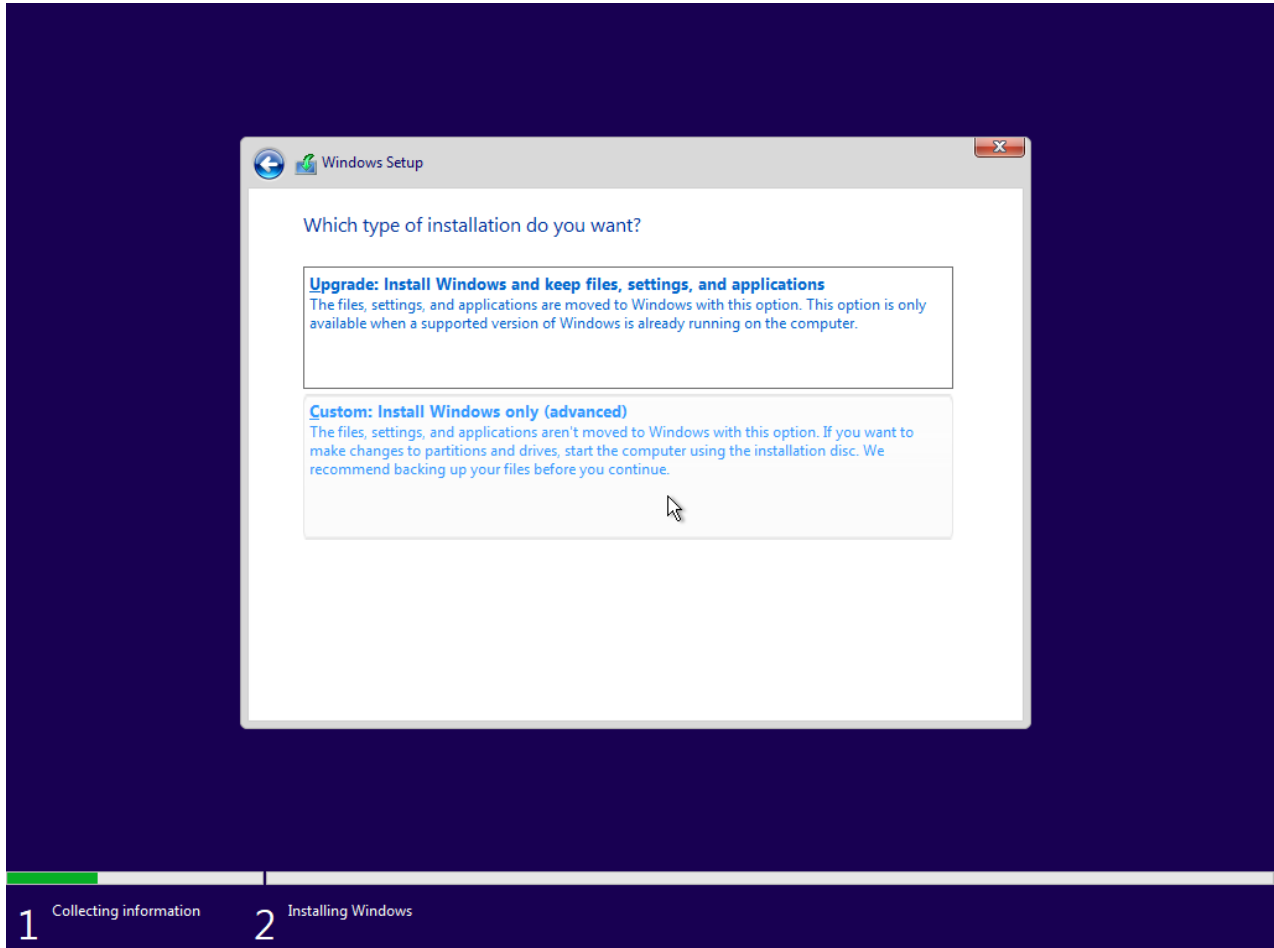 Windows Setup
Which type of installation do you want?
Upgrade: Install Windows and keep files, settings, and applications
The files, settings, and applications are moved to Windows with this option. This option is only
available when a supported version of Windows is already running on the computer.
Custom: Install Windows only (advanced)
The files, settings, and applications aren't moved to Windows with this option. If you want to
make changes to partitions and drives, start the computer using the installation disc. We
recommend backing up your files before you continue.
1 Collecting information 2 Installing Windows